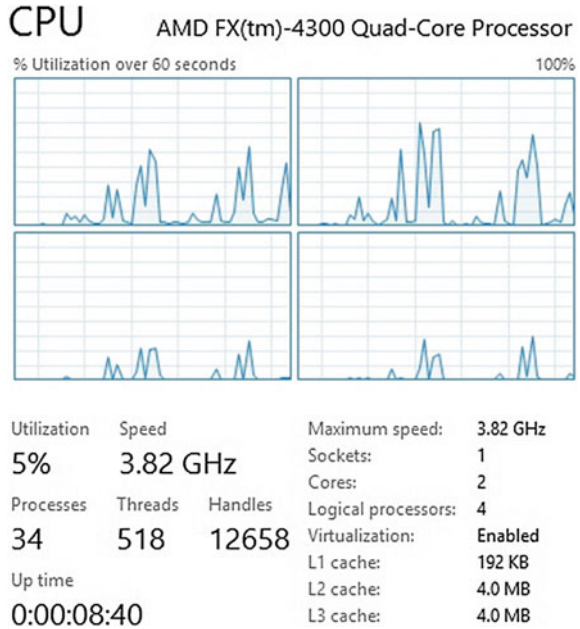 CPU AMD FX(tm)-4300 Quad-Core Processor
% Utilization over 60 seconds 100%
Utilization Speed
5% 3.82 GHz
Processes Threads Handles
34 518 12658
Up time
0:00:08:40
Maximum speed: 3.82 GHz
Sockets: 1
Cores: 2
Logical processors: 4
Virtualization: Enabled
L1 cache: 192 KB
L2 cache: 4.0 MB
L3 cache: 4.0 MB